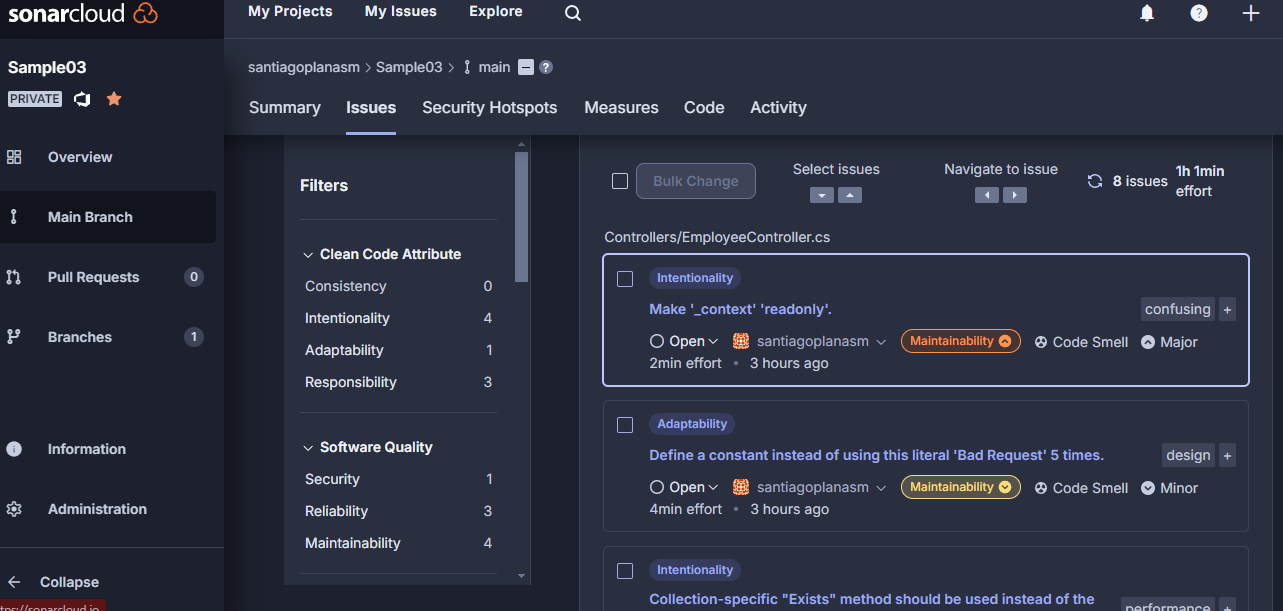 sonarcloud
My Projects My Issues Explore
Sample03
PRIVATE
Overview
Main Branch
Pull Requests 0
Branches 1
Information
Administration
Collapse
santiagoplanasm > Sample03 > main
Summary Issues Security Hotspots Measures Code Activity
Filters
Clean Code Attribute
Consistency 0
Intentionality 4
Adaptability 1
Responsibility 3
Software Quality
Security 1
Reliability 3
Maintainability 4
Bulk Change
Select issues
Navigate to issue
8 issues 1h 1min
effort
Controllers/EmployeeController.cs
Intentionality
Make '_context' 'readonly'. confusing +
Open santiagoplanasm Maintainability Code Smell Major
2min effort • 3 hours ago
Adaptability
Define a constant instead of using this literal 'Bad Request' 5 times. design +
Open santiagoplanasm Maintainability Code Smell Minor
4min effort • 3 hours ago
Intentionality
Collection-specific "Exists" method should be used instead of the performance +
ttps://sonarcloud.io